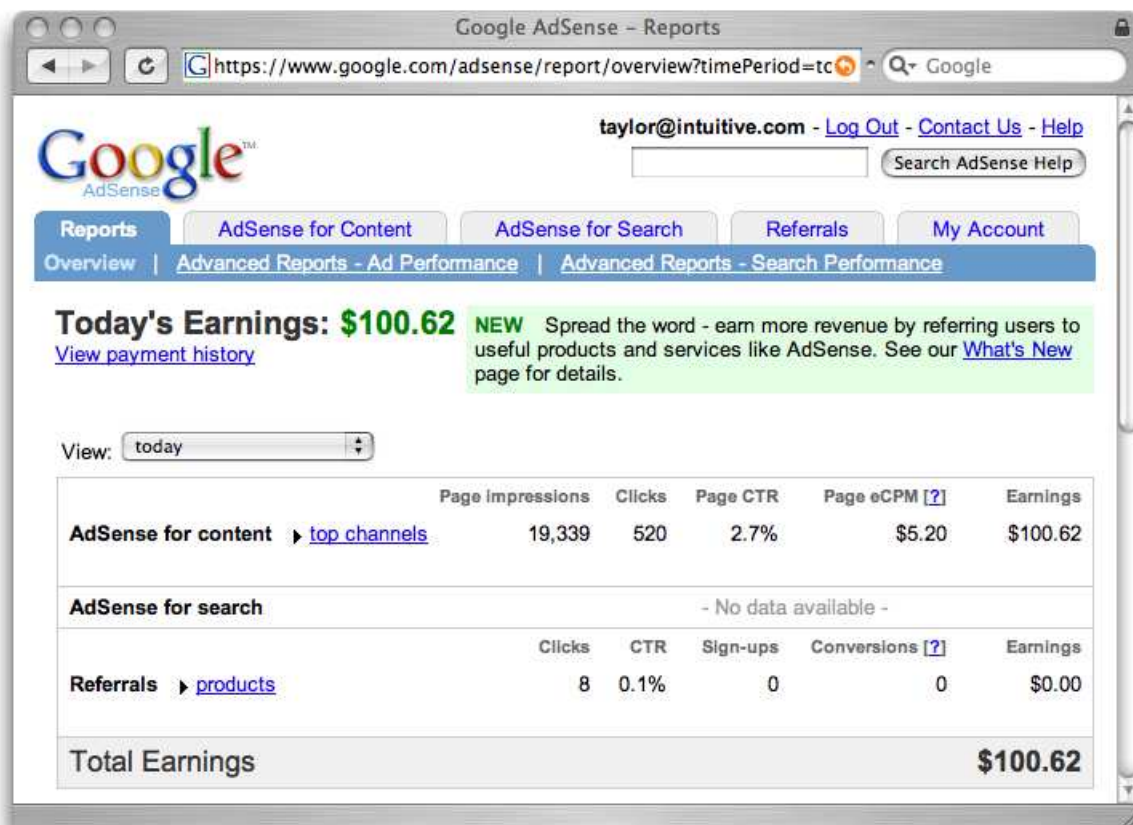 Google AdSense – Reports
https://www.google.com/adsense/report/overview?timePeriod=to
Google
taylor@intuitive.com - Log Out - Contact Us - Help
Google™
AdSense
Search AdSense Help
Reports AdSense for Content AdSense for Search Referrals My Account
Overview | Advanced Reports - Ad Performance | Advanced Reports - Search Performance
Today's Earnings: $100.62
View payment history
NEW Spread the word - earn more revenue by referring users to
useful products and services like AdSense. See our What's New
page for details.
View: today
Page impressions Clicks Page CTR Page eCPM [?] Earnings
AdSense for content top channels 19,339 520 2.7% $5.20 $100.62
AdSense for search - No data available -
Clicks CTR Sign-ups Conversions [?] Earnings
Referrals products 8 0.1% 0 0 $0.00
Total Earnings $100.62